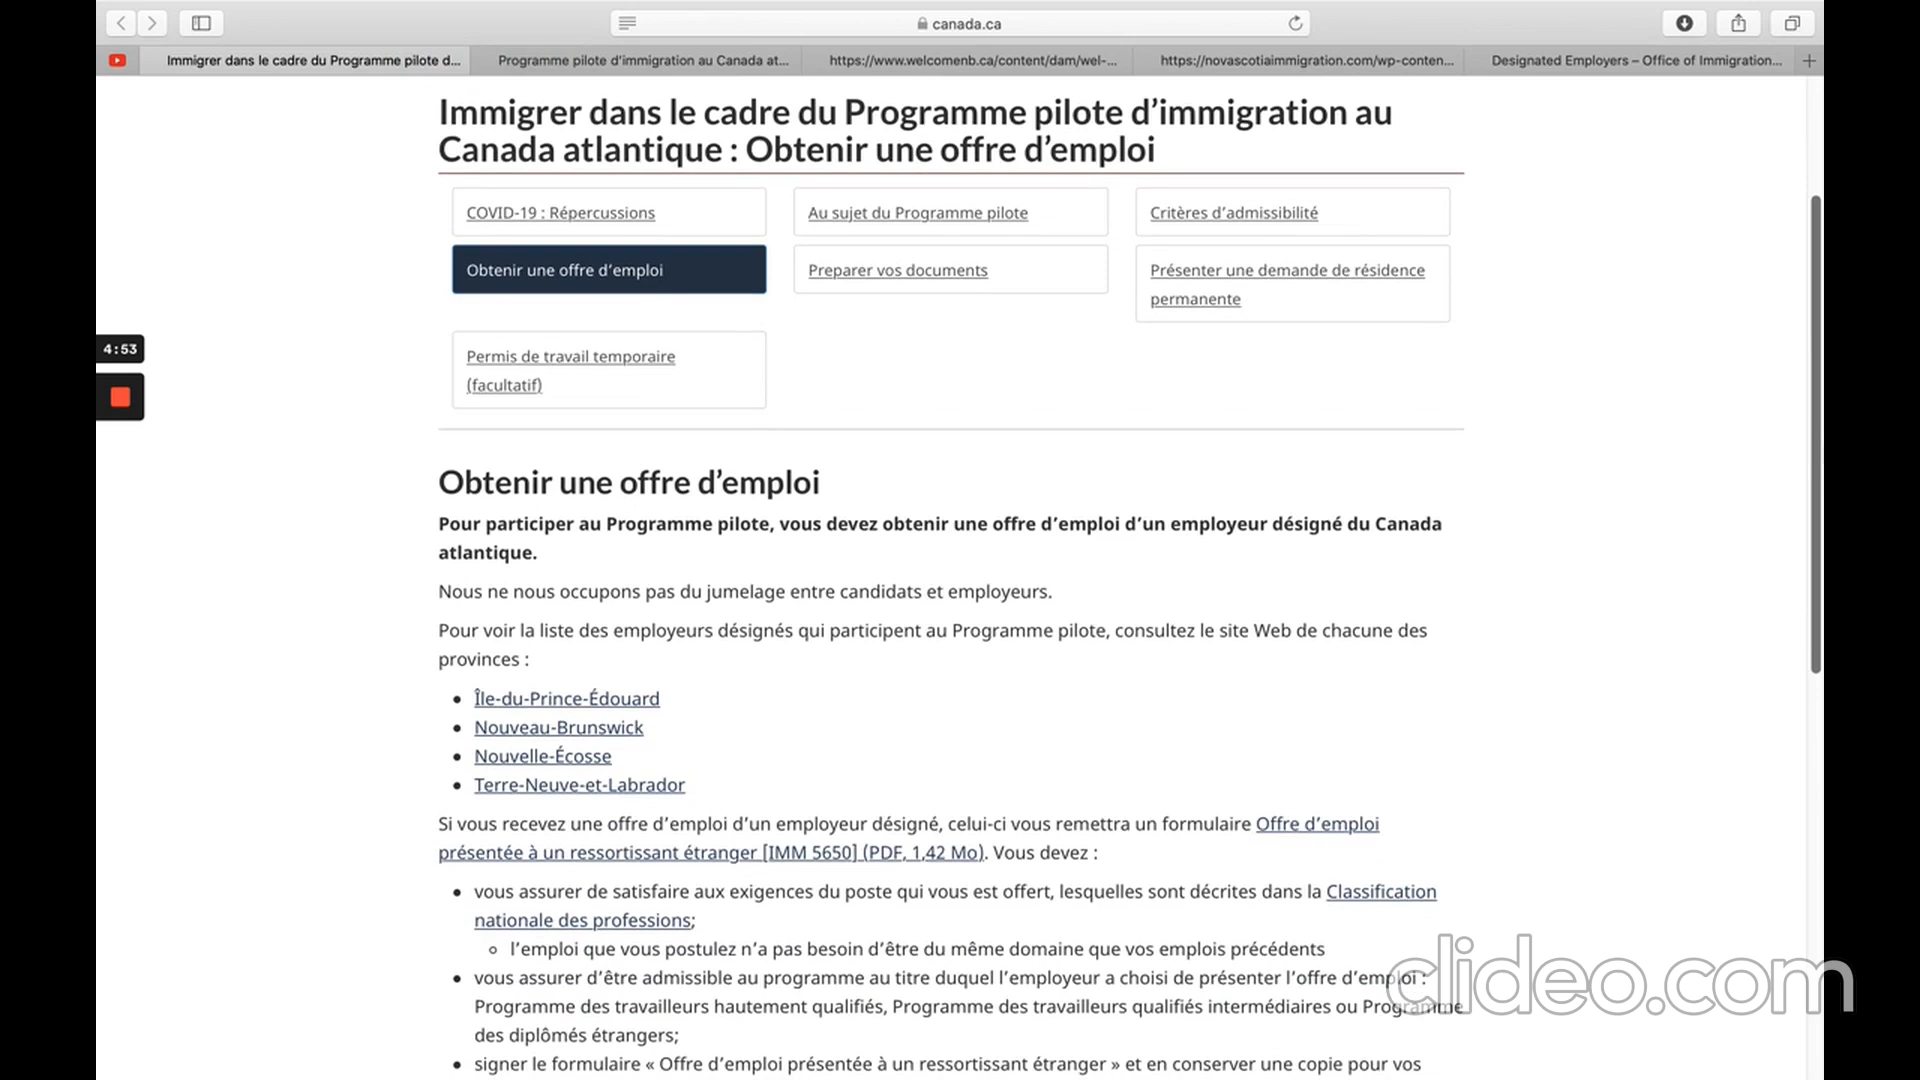 canada.ca
Immigrer dans le cadre du Programme pilote d...
Programme pilote d'immigration au Canada at...
https://www.welcomenb.ca/content/dam/wel-...
https://novascotiaimmigration.com/wp-conten...
Designated Employers – Office of Immigration...
Immigrer dans le cadre du Programme pilote d’immigration au
Canada atlantique : Obtenir une offre d’emploi
COVID-19 : Répercussions
Au sujet du Programme pilote
Critères d’admissibilité
Obtenir une offre d’emploi
Preparer vos documents
Présenter une demande de résidence
permanente
4:53
Permis de travail temporaire
(facultatif)
Obtenir une offre d’emploi
Pour participer au Programme pilote, vous devez obtenir une offre d’emploi d’un employeur désigné du Canada
atlantique.
Nous ne nous occupons pas du jumelage entre candidats et employeurs.
Pour voir la liste des employeurs désignés qui participent au Programme pilote, consultez le site Web de chacune des
provinces :
• Île-du-Prince-Édouard
• Nouveau-Brunswick
• Nouvelle-Écosse
• Terre-Neuve-et-Labrador
Si vous recevez une offre d’emploi d’un employeur désigné, celui-ci vous remettra un formulaire Offre d’emploi
présentée à un ressortissant étranger [IMM 5650] (PDF, 1,42 Mo). Vous devez :
• vous assurer de satisfaire aux exigences du poste qui vous est offert, lesquelles sont décrites dans la Classification
nationale des professions;
◦ l’emploi que vous postulez n’a pas besoin d’être du même domaine que vos emplois précédents
• vous assurer d’être admissible au programme au titre duquel l’employeur a choisi de présenter l’offre d’emploi :
Programme des travailleurs hautement qualifiés, Programme des travailleurs qualifiés intermédiaires ou Programme
des diplômés étrangers;
• signer le formulaire « Offre d’emploi présentée à un ressortissant étranger » et en conserver une copie pour vos
clideo.com